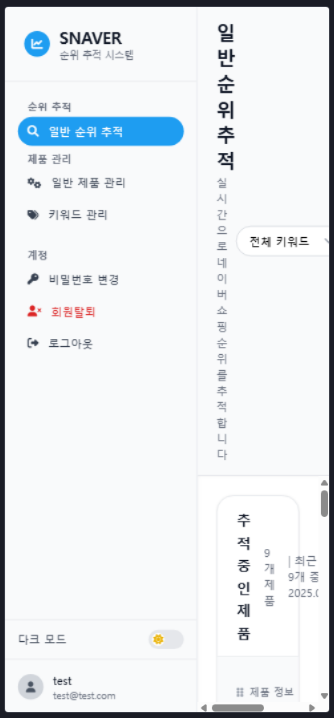 SNAVER
순위 추적 시스템
순위 추적
일반 순위 추적
제품 관리
일반 제품 관리
키워드 관리
계정
비밀번호 변경
회원탈퇴
로그아웃
다크 모드
test
test@test.com
일
반
순
위
추
적
실
시
간
으
로
네
이
버
쇼
핑
순
위
를
추
적
합
니
다
전체 키워드
추
적
중
인
제
품
9
개
제
품
| 최근
9개 중
2025.0
제품 정보